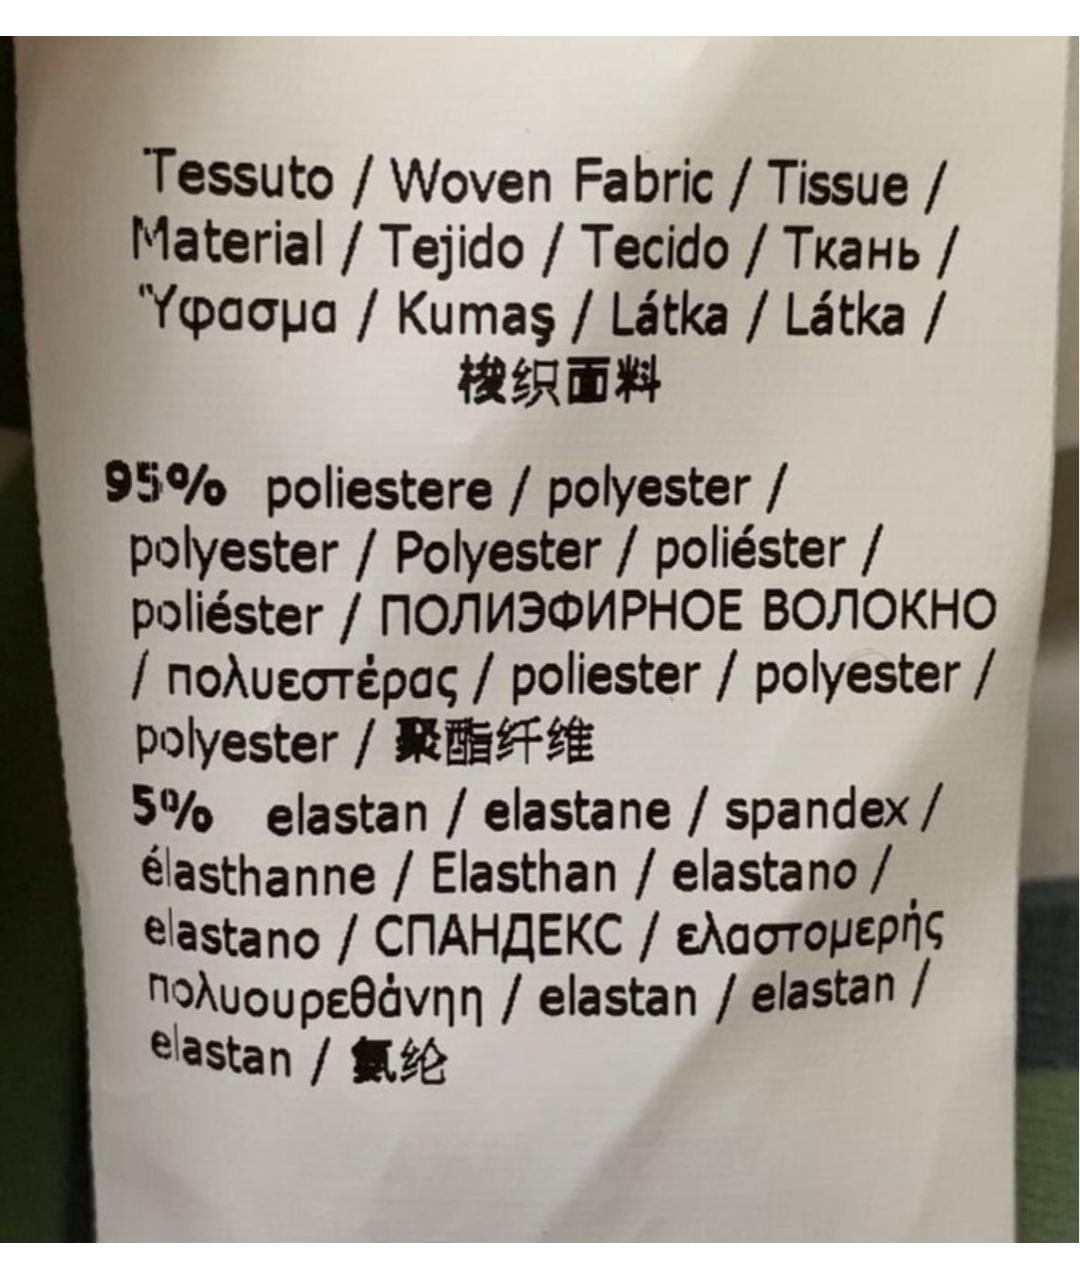 Tessuto / Woven Fabric / Tissue /
Material / Tejido / Tecido / Ткань /
Ύφασμα / Kumaş / Látka / Látka /
梭织面料
95% poliestere / polyester /
polyester / Polyester / poliéster /
poliéster / ПОЛИЭФИРНОЕ ВОЛОКНО
/ πολυεστέρας / poliester / polyester /
polyester / 聚酯纤维
5% elastan / elastane / spandex /
élasthanne / Elasthan / elastano /
elastano / СПАНДЕКС / ελαστομερής
πολυουρεθάνηη / elastan / elastan /
elastan / 氨纶